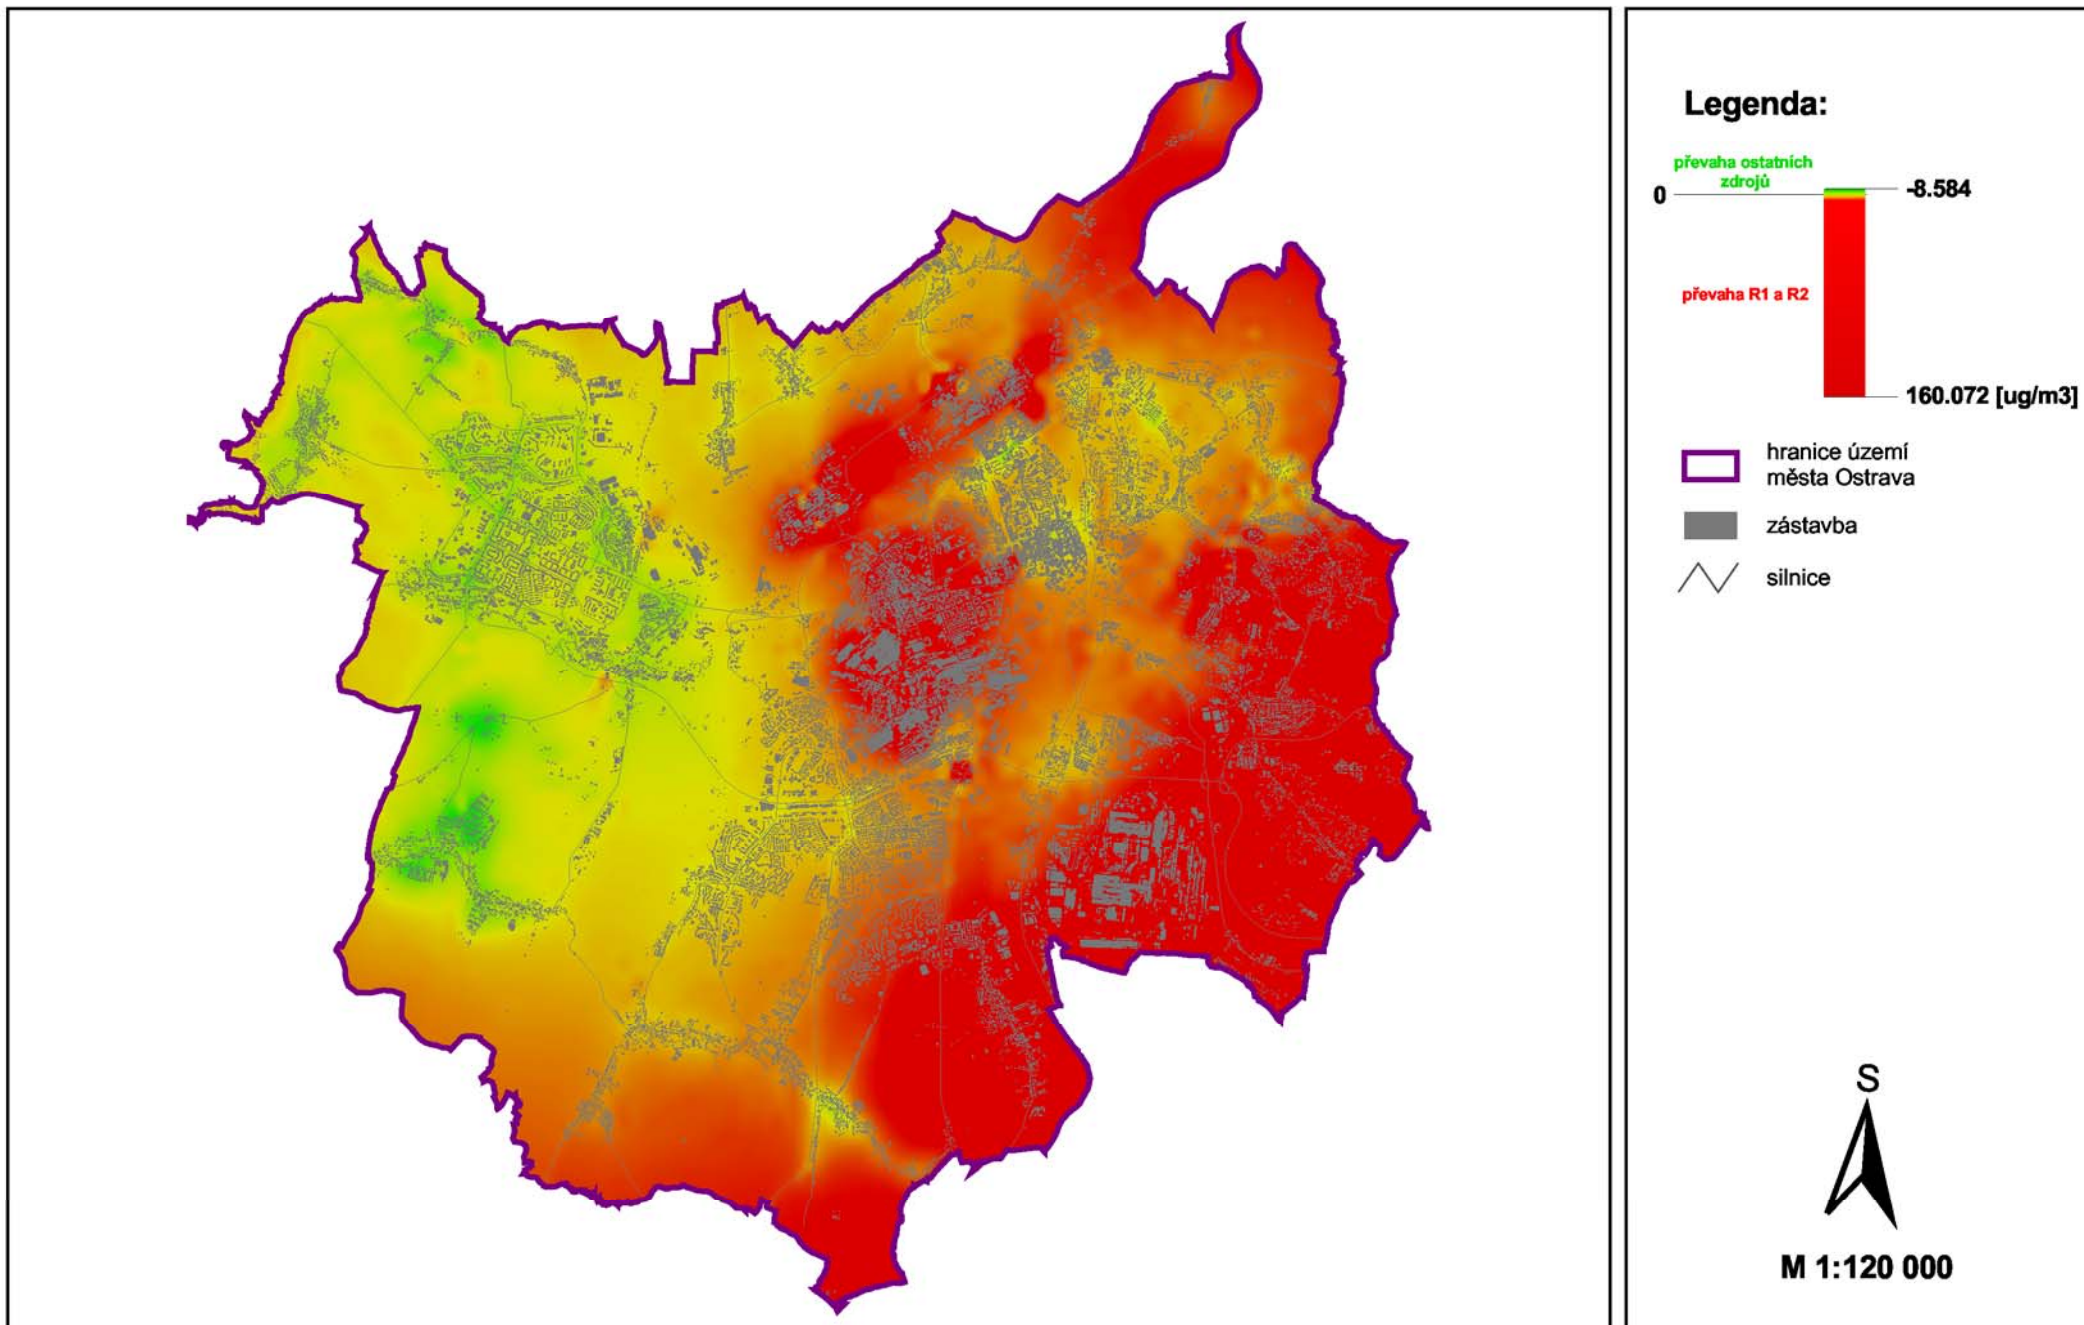 Legenda:
převaha ostatních
zdrojů
0
-8.584
převaha R1 a R2
160.072 [ug/m3]
hranice území
města Ostrava
zástavba
silnice
S
M 1:120 000